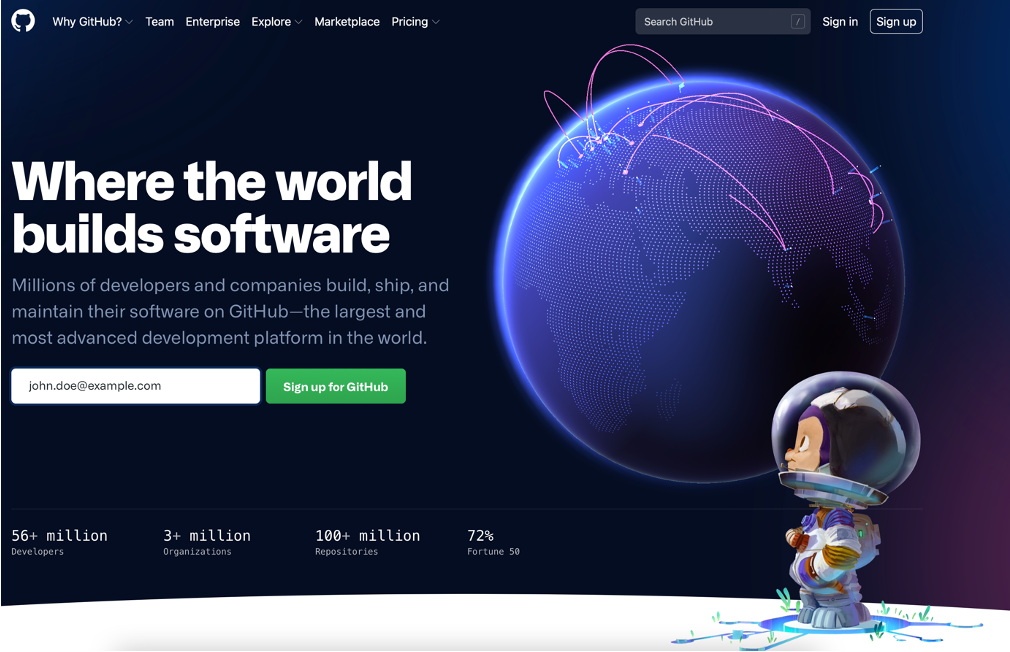 Why GitHub? Team Enterprise Explore Marketplace Pricing Search GitHub / Sign in Sign up
Where the world
builds software
Millions of developers and companies build, ship, and
maintain their software on GitHub—the largest and
most advanced development platform in the world.
john.doe@example.com Sign up for GitHub
56+ million 3+ million 100+ million 72%
Developers Organizations Repositories Fortune 50